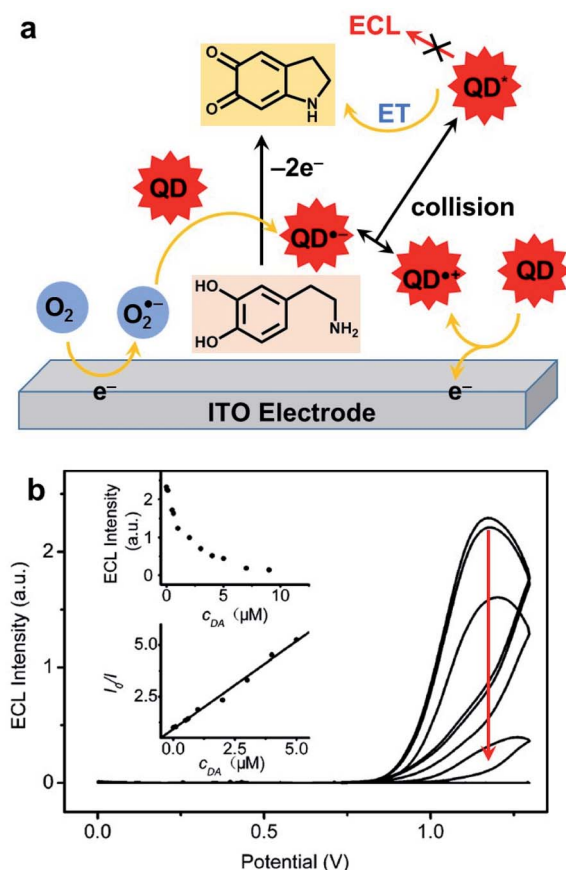 a
ECL
QD*
O
O
N
H
ET
−2e⁻
QD
collision
QD•−
QD•+
QD
O₂
O₂•−
HO
HO
NH₂
e⁻
e⁻
ITO Electrode
b
ECL Intensity (a.u.)
2
1
0
ECL Intensity
(a.u.)
2
1
0
0
5
10
c_DA (μM)
I₀/I
5.0
2.5
0.0
2.5
5.0
c_DA (μM)
0.0
0.5
1.0
Potential (V)